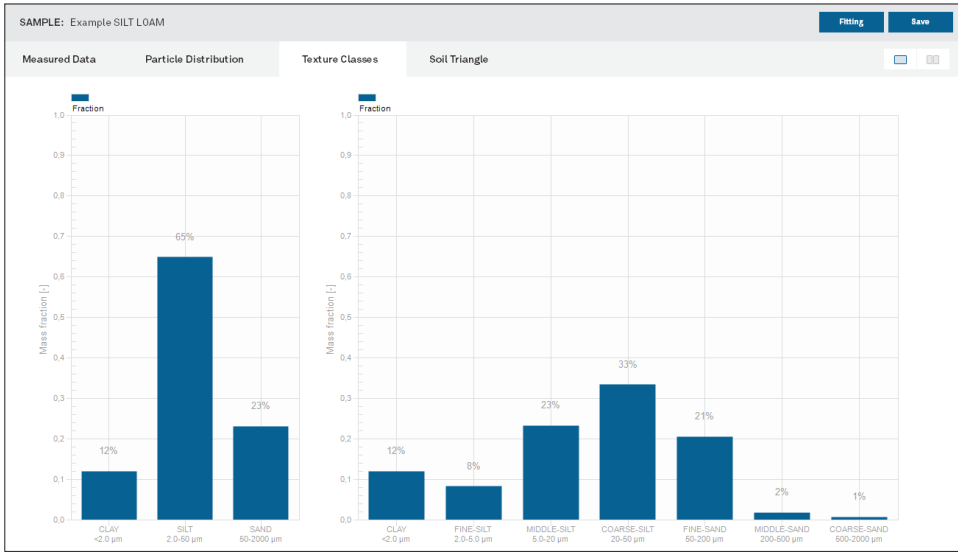 SAMPLE: Example SILT LOAM
Fitting
Save
Measured Data
Particle Distribution
Texture Classes
Soil Triangle
Fraction
1,0
0,9
0,8
0,7
0,6
0,5
0,4
0,3
0,2
0,1
0,0
Mass fraction [-]
12%
65%
23%
CLAY
<2.0 µm
SILT
2.0-50 µm
SAND
50-2000 µm
Fraction
1,0
0,9
0,8
0,7
0,6
0,5
0,4
0,3
0,2
0,1
0,0
Mass fraction [-]
12%
8%
23%
33%
21%
2%
1%
CLAY
<2.0 µm
FINE-SILT
2.0-5.0 µm
MIDDLE-SILT
5.0-20 µm
COARSE-SILT
20-50 µm
FINE-SAND
50-200 µm
MIDDLE-SAND
200-500 µm
COARSE-SAND
500-2000 µm